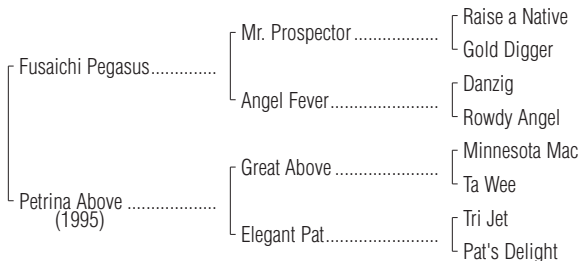 Raise a Native
Mr. Prospector..................
Gold Digger
Fusaichi Pegasus..............
Danzig
Angel Fever.......................
Rowdy Angel
Minnesota Mac
Great Above ......................
Ta Wee
Petrina Above ...................
(1995)
Tri Jet
Elegant Pat........................
Pat's Delight